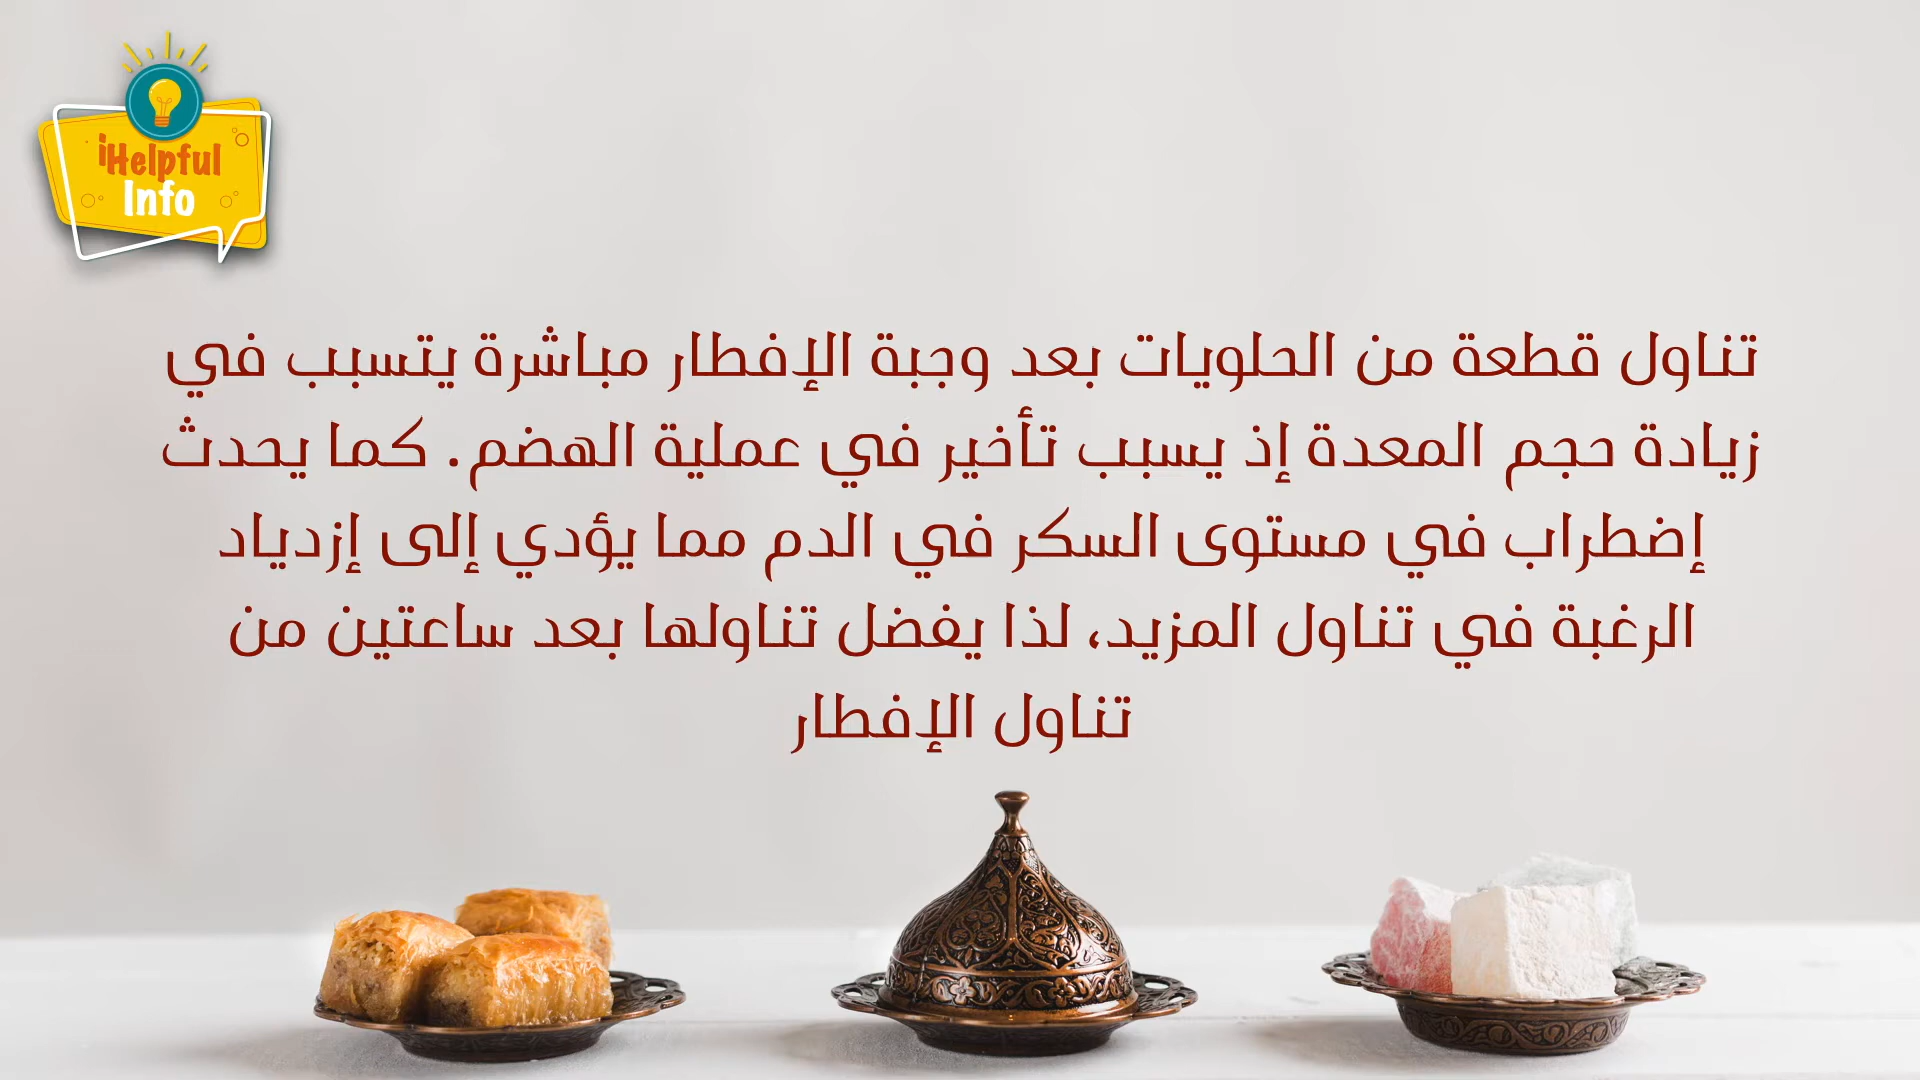 iHelpful
Info
تناول قطعة من الحلويات بعد وجبة الإفطار مباشرة يتسبب في
زيادة حجم المعدة إذ يسبب تأخير في عملية الهضم. كما يحدث
إضطراب في مستوى السكر في الدم مما يؤدي إلى إزدياد
الرغبة في تناول المزيد، لذا يفضل تناولها بعد ساعتين من
تناول الإفطار